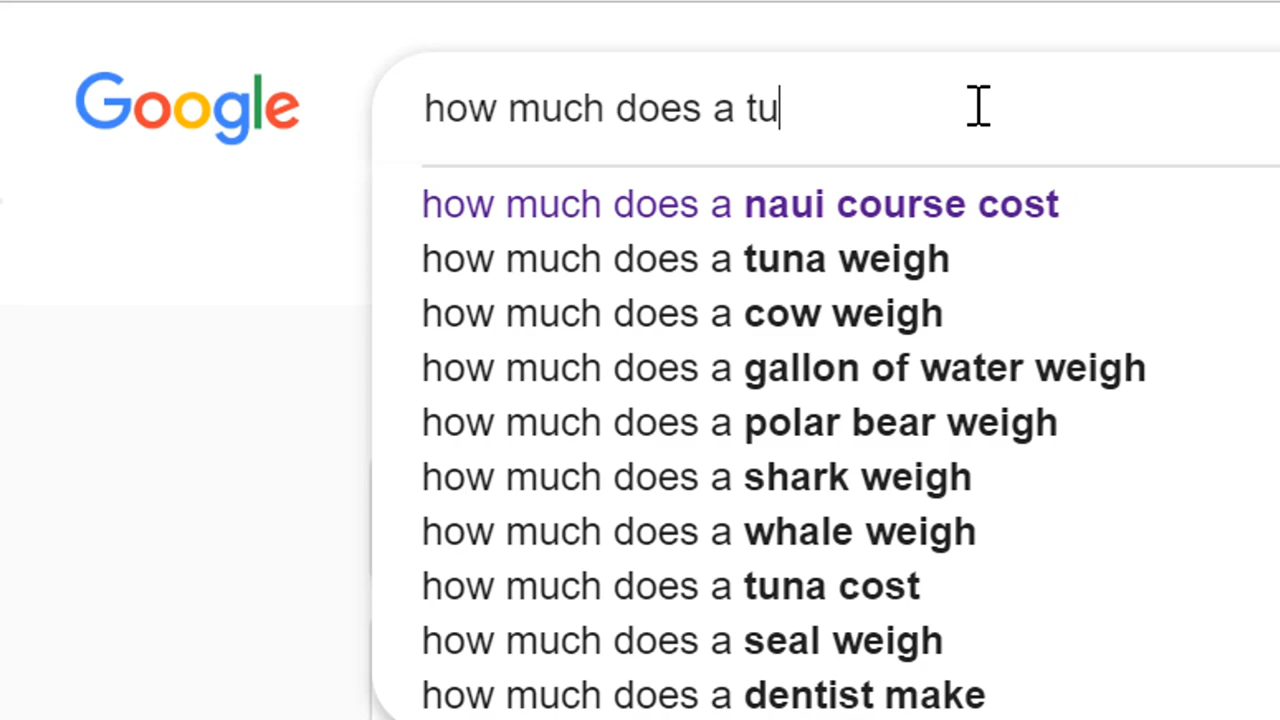 Google
how much does a tu
how much does a naui course cost
how much does a tuna weigh
how much does a cow weigh
how much does a gallon of water weigh
how much does a polar bear weigh
how much does a shark weigh
how much does a whale weigh
how much does a tuna cost
how much does a seal weigh
how much does a dentist make